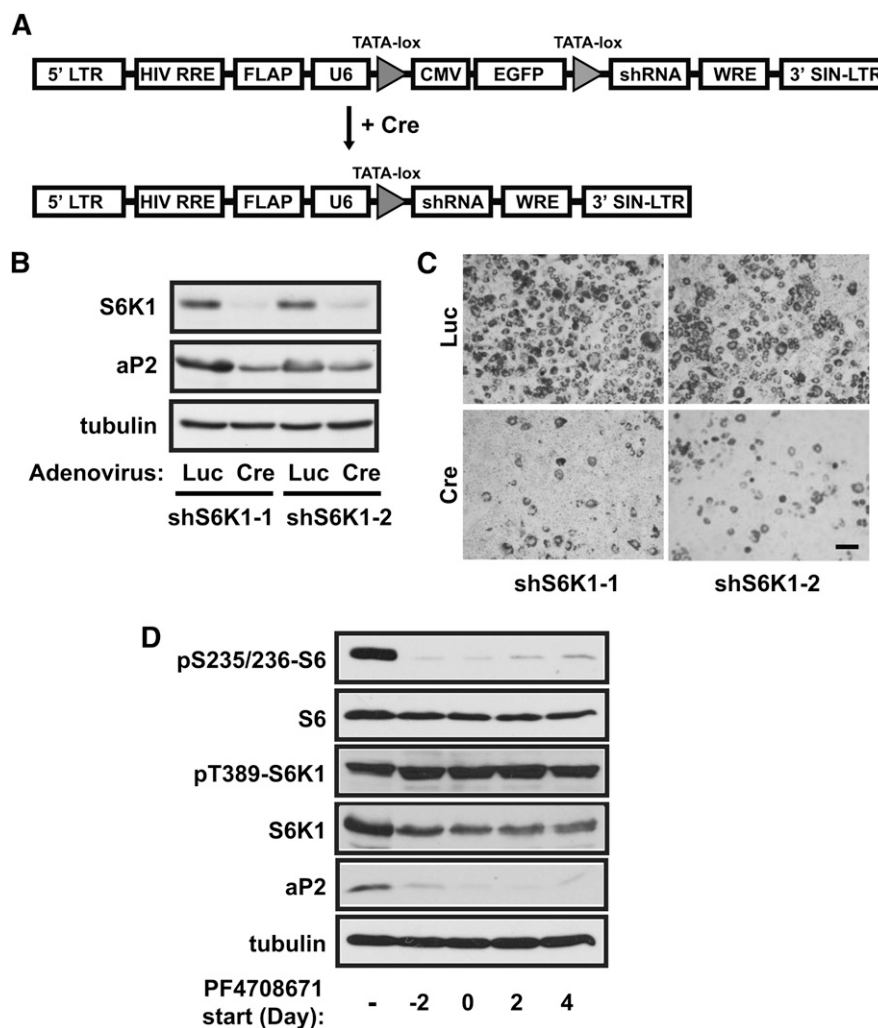 A
TATA-lox TATA-lox
5' LTR HIV RRE FLAP U6 CMV EGFP shRNA WRE 3' SIN-LTR
+ Cre
TATA-lox
5' LTR HIV RRE FLAP U6 shRNA WRE 3' SIN-LTR
B
S6K1
aP2
tubulin
Adenovirus: Luc Cre Luc Cre
shS6K1-1 shS6K1-2
C
Luc
Cre
shS6K1-1 shS6K1-2
D
pS235/236-S6
S6
pT389-S6K1
S6K1
aP2
tubulin
PF4708671
start (Day): - -2 0 2 4